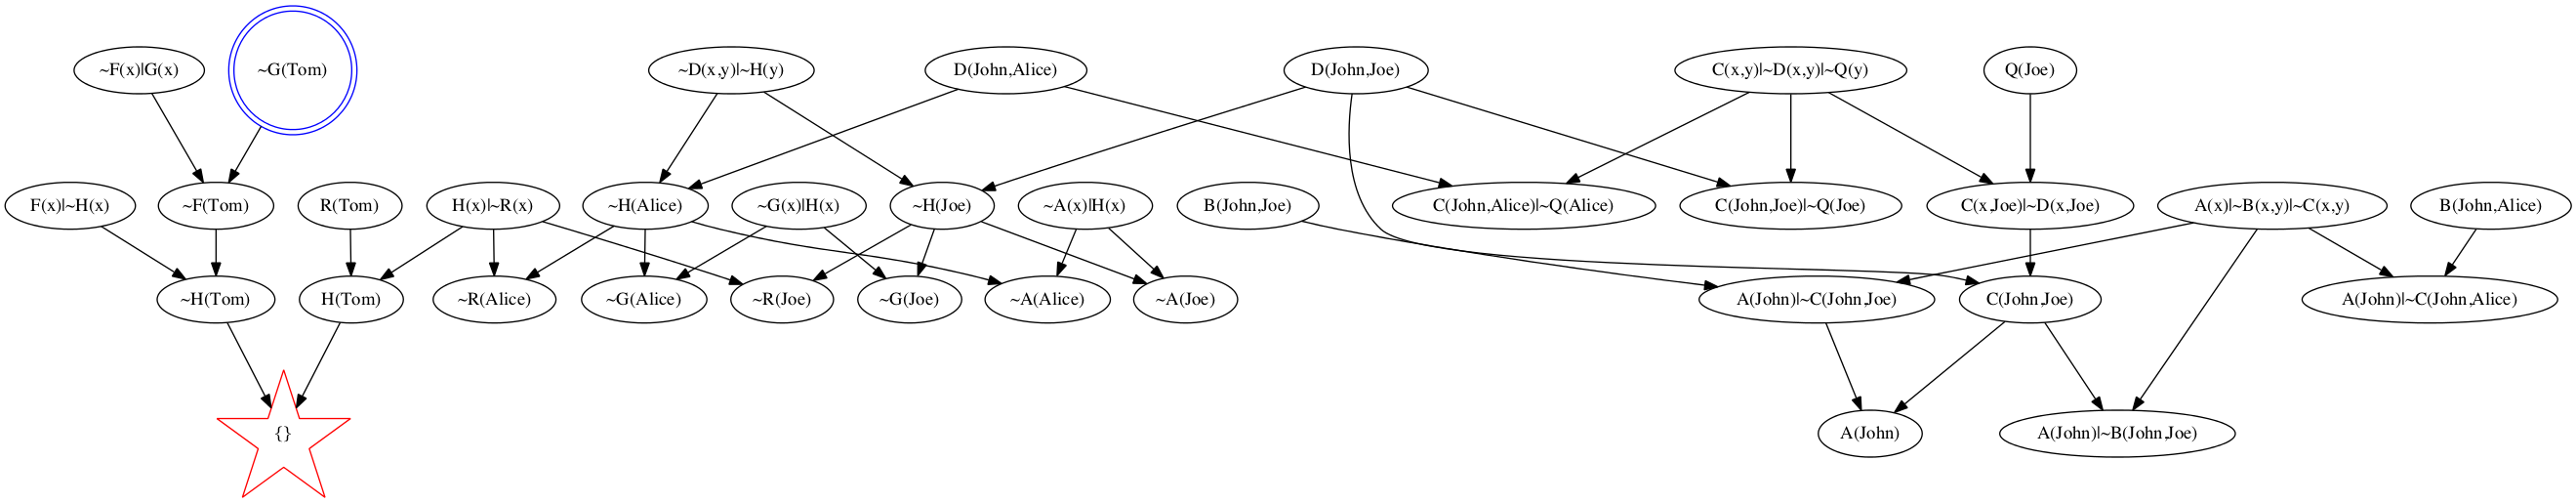 ~F(x)|G(x)
~G(Tom)
~D(x,y)|~H(y)
D(John,Alice)
D(John,Joe)
C(x,y)|~D(x,y)|~Q(y)
Q(Joe)
F(x)|~H(x)
~F(Tom)
R(Tom)
H(x)|~R(x)
~H(Alice)
~G(x)|H(x)
~H(Joe)
~A(x)|H(x)
B(John,Joe)
C(John,Alice)|~Q(Alice)
C(John,Joe)|~Q(Joe)
C(x,Joe)|~D(x,Joe)
A(x)|~B(x,y)|~C(x,y)
B(John,Alice)
~H(Tom)
H(Tom)
~R(Alice)
~G(Alice)
~R(Joe)
~G(Joe)
~A(Alice)
~A(Joe)
A(John)|~C(John,Joe)
C(John,Joe)
A(John)|~C(John,Alice)
{}
A(John)
A(John)|~B(John,Joe)